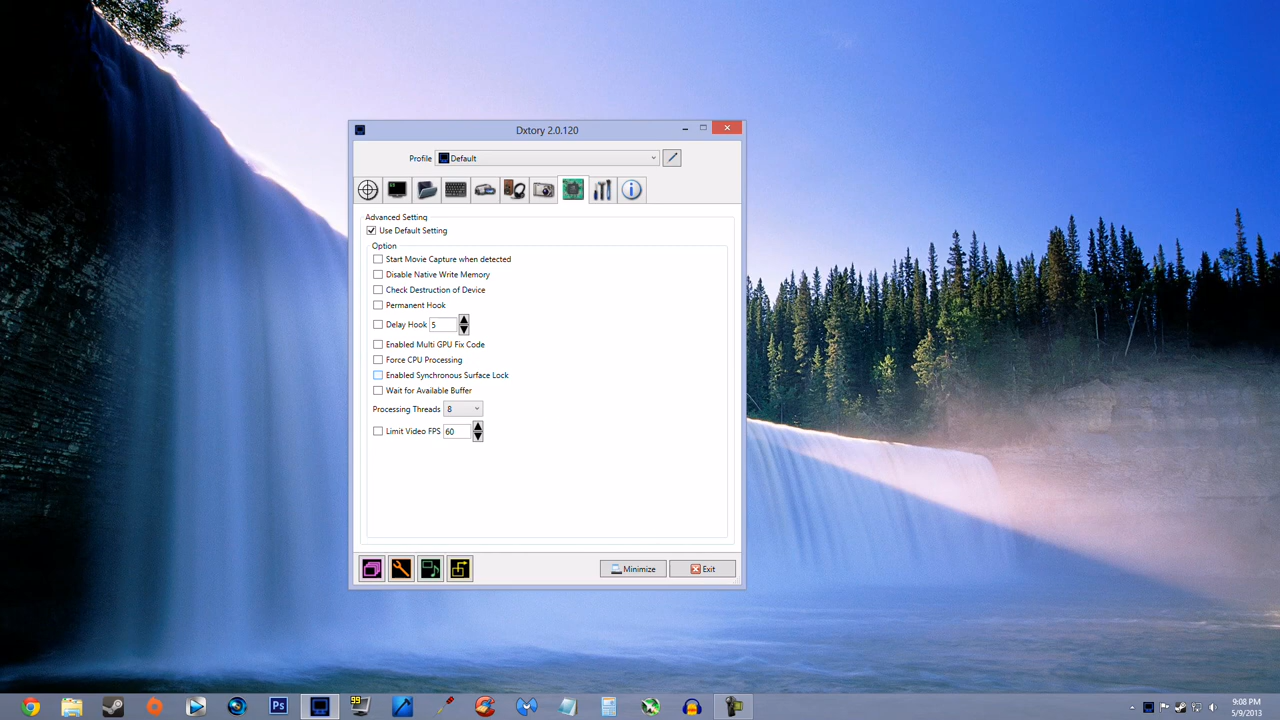 Dxtory 2.0.120
Profile Default
Advanced Setting
Use Default Setting
Option
Start Movie Capture when detected
Disable Native Write Memory
Check Destruction of Device
Permanent Hook
Delay Hook 5
Enabled Multi GPU Fix Code
Force CPU Processing
Enabled Synchronous Surface Lock
Wait for Available Buffer
Processing Threads 8
Limit Video FPS 60
Minimize Exit
Ps 99 9:08 PM
5/9/2013